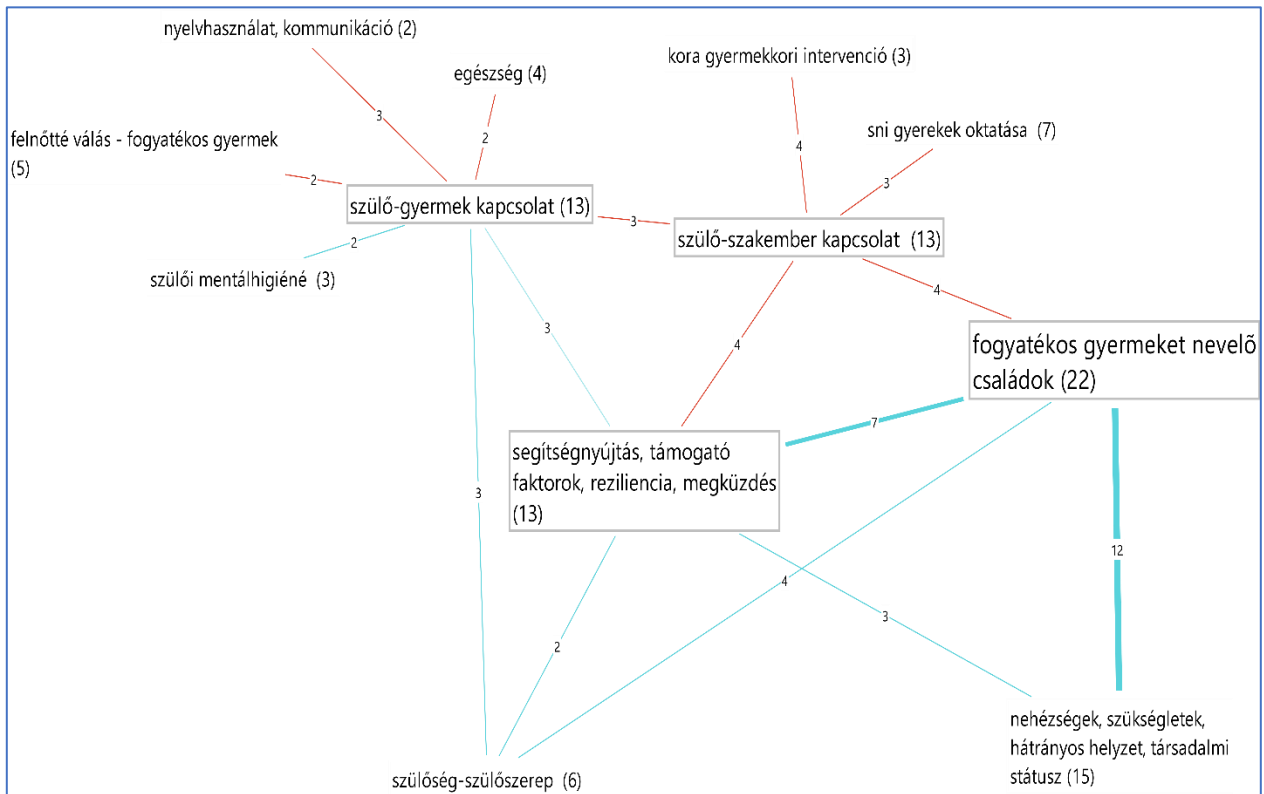 nyelvhasználat, kommunikáció (2)
kora gyermekkori intervenció (3)
egészség (4)
3
4
sni gyerekek oktatása (7)
felnőtté válás - fogyatékos gyermek
(5)
2
2
3
szülő-gyermek kapcsolat (13)
3
szülő-szakember kapcsolat (13)
2
szülői mentálhigiéné (3)
4
3
4
fogyatékos gyermeket nevelõ
családok (22)
7
segítségnyújtás, támogató
faktorok, reziliencia, megküzdés
(13)
3
12
4
3
2
nehézségek, szükségletek,
hátrányos helyzet, társadalmi
státusz (15)
szülőség-szülőszerep (6)